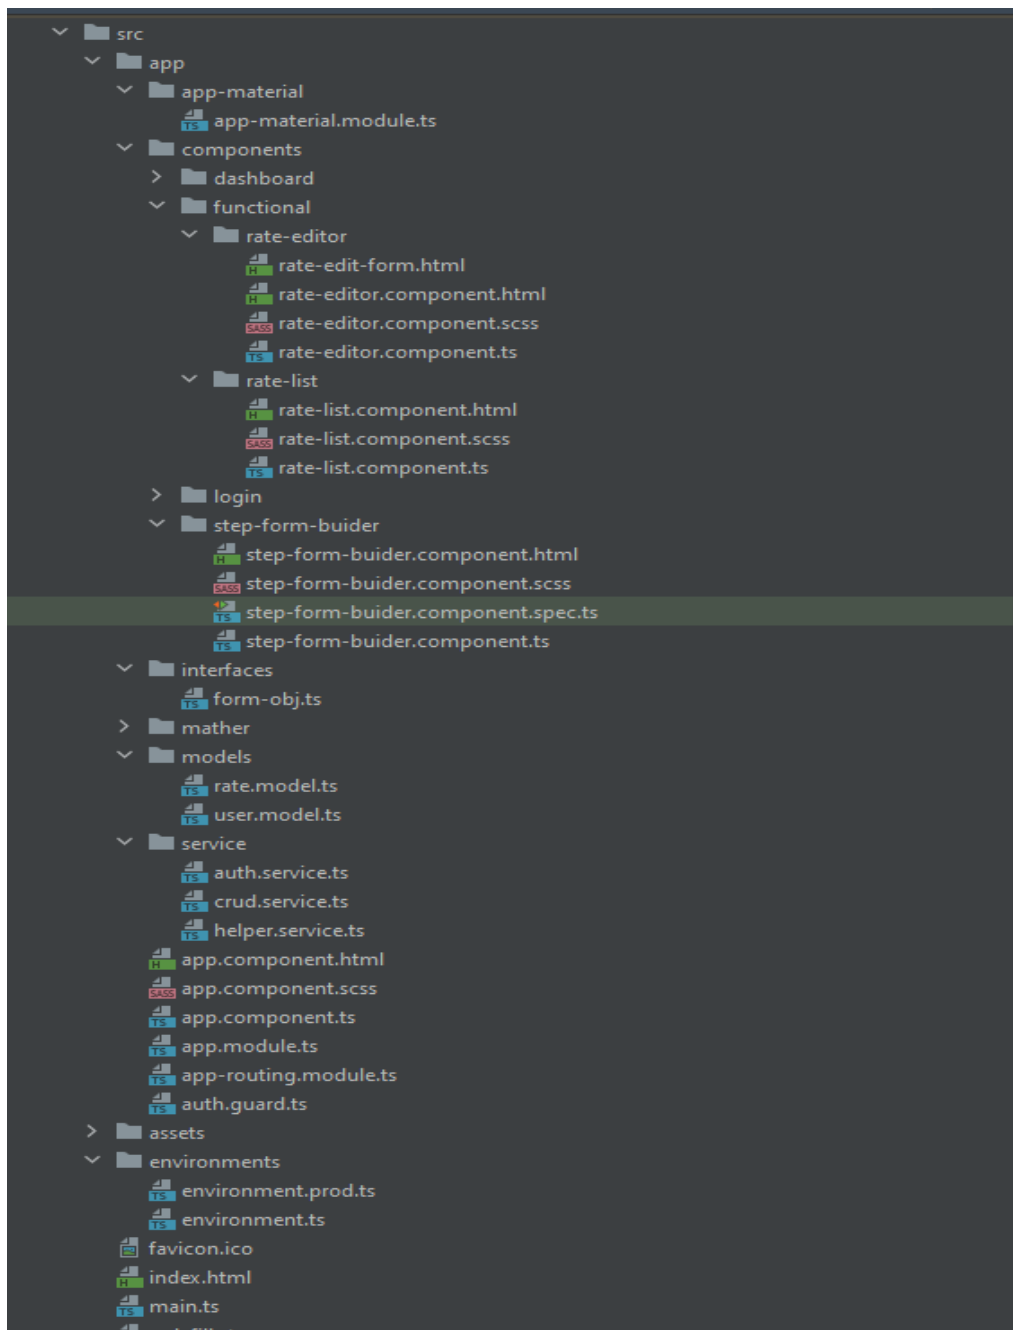 src
app
app-material
app-material.module.ts
components
dashboard
functional
rate-editor
rate-edit-form.html
rate-editor.component.html
rate-editor.component.scss
rate-editor.component.ts
rate-list
rate-list.component.html
rate-list.component.scss
rate-list.component.ts
login
step-form-buider
step-form-buider.component.html
step-form-buider.component.scss
step-form-buider.component.spec.ts
step-form-buider.component.ts
interfaces
form-obj.ts
mather
models
rate.model.ts
user.model.ts
service
auth.service.ts
crud.service.ts
helper.service.ts
app.component.html
app.component.scss
app.component.ts
app.module.ts
app-routing.module.ts
auth.guard.ts
assets
environments
environment.prod.ts
environment.ts
favicon.ico
index.html
main.ts